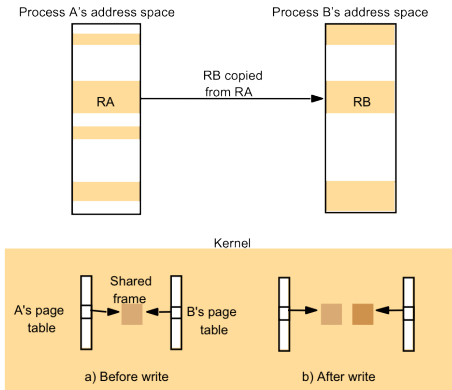 Process A's address space
Process B's address space
RB copied
from RA
RA
RB
Kernel
Shared
frame
A's page
table
B's page
table
a) Before write
b) After write